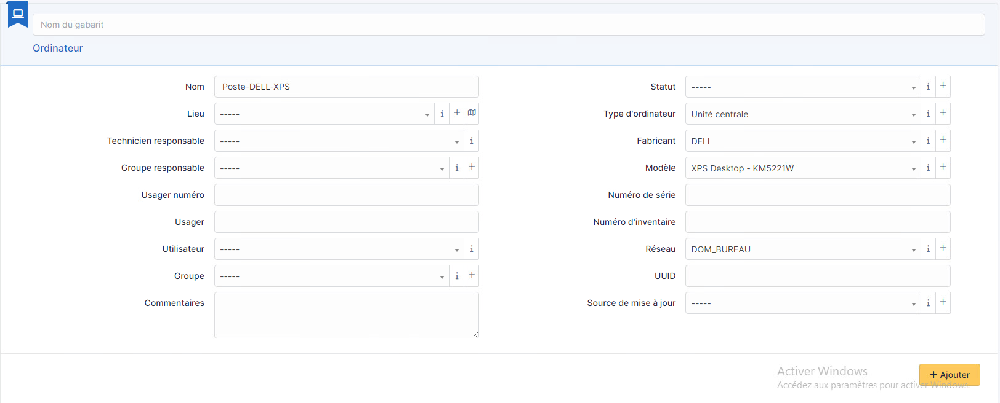 Nom du gabarit
Ordinateur
Nom Poste-DELL-XPS
Lieu -----
Technicien responsable -----
Groupe responsable -----
Usager numéro
Usager
Utilisateur -----
Groupe -----
Commentaires
Statut -----
Type d'ordinateur Unité centrale
Fabricant DELL
Modèle XPS Desktop - KM5221W
Numéro de série
Numéro d'inventaire
Réseau DOM_BUREAU
UUID
Source de mise à jour -----
Activer Windows
Accédez aux paramètres pour activer Windows.
+ Ajouter